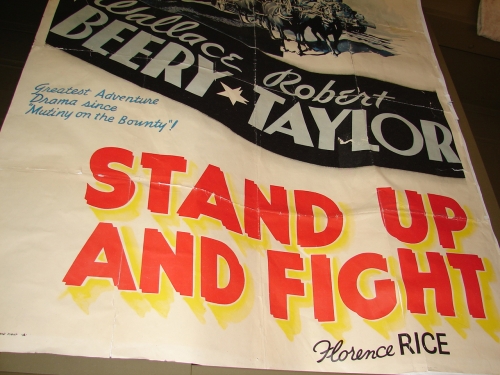 Wallace
BEERY ★ Robert
TAYLOR
Greatest Adventure
Drama since
"Mutiny on the Bounty"!
STAND UP
AND FIGHT
Florence RICE